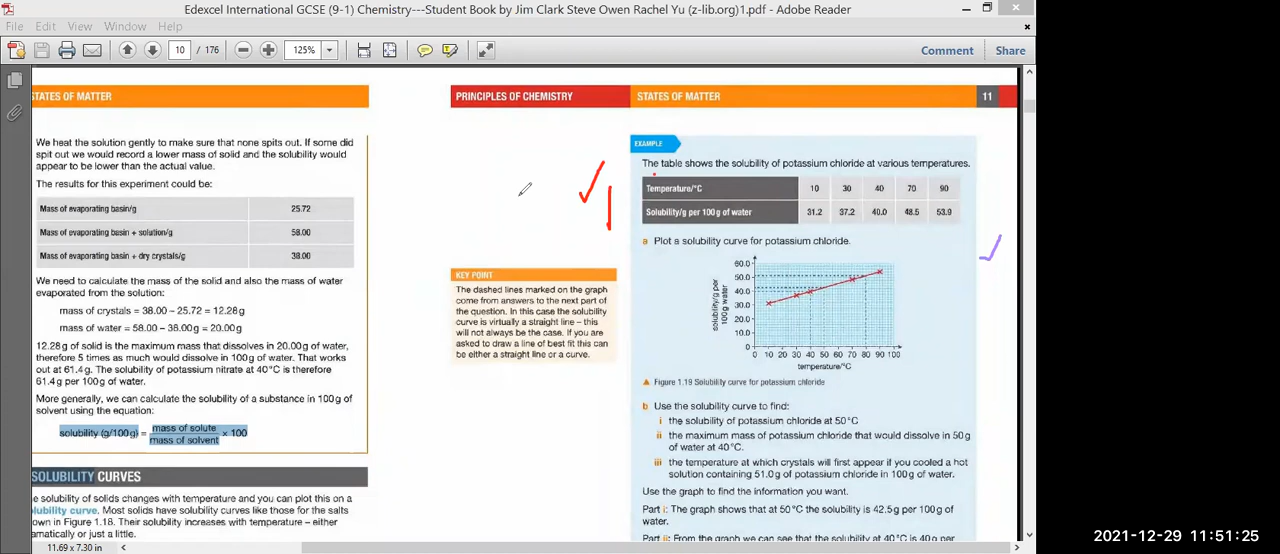 Edexcel International GCSE (9-1) Chemistry---Student Book by Jim Clark Steve Owen Rachel Yu (z-lib.org)1.pdf - Adobe Reader
File Edit View Window Help
10 / 176 125% Comment Share
STATES OF MATTER
We heat the solution gently to make sure that none spits out. If some did
spit out we would record a lower mass of solid and the solubility would
appear to be lower than the actual value.
The results for this experiment could be:
Mass of evaporating basin/g 25.72
Mass of evaporating basin + solution/g 58.00
Mass of evaporating basin + dry crystals/g 38.00
We need to calculate the mass of the solid and also the mass of water
evaporated from the solution:
mass of crystals = 38.00 – 25.72 = 12.28 g
mass of water = 58.00 – 38.00 g = 20.00 g
12.28 g of solid is the maximum mass that dissolves in 20.00 g of water,
therefore 5 times as much would dissolve in 100 g of water. That works
out at 61.4 g. The solubility of potassium nitrate at 40 °C is therefore
61.4 g per 100 g of water.
More generally, we can calculate the solubility of a substance in 100 g of
solvent using the equation:
solubility (g/100 g) = mass of solute / mass of solvent × 100
SOLUBILITY CURVES
e solubility of solids changes with temperature and you can plot this on a
lubility curve. Most solids have solubility curves like those for the salts
own in Figure 1.18. Their solubility increases with temperature – either
amatically or just a little.
11.69 x 7.30 in
PRINCIPLES OF CHEMISTRY STATES OF MATTER 11
KEY POINT
The dashed lines marked on the graph
come from answers to the next part of
the question. In this case the solubility
curve is virtually a straight line – this
will not always be the case. If you are
asked to draw a line of best fit this can
be either a straight line or a curve.
EXAMPLE
The table shows the solubility of potassium chloride at various temperatures.
Temperature/°C 10 30 40 70 90
Solubility/g per 100 g of water 31.2 37.2 40.0 48.5 53.9
a Plot a solubility curve for potassium chloride.
solubility/g per
100 g water
60.0
50.0
40.0
30.0
20.0
10.0
0
0 10 20 30 40 50 60 70 80 90 100
temperature/°C
▲ Figure 1.19 Solubility curve for potassium chloride
b Use the solubility curve to find:
i the solubility of potassium chloride at 50 °C
ii the maximum mass of potassium chloride that would dissolve in 50 g
of water at 40 °C.
iii the temperature at which crystals will first appear if you cooled a hot
solution containing 51.0 g of potassium chloride in 100 g of water.
Use the graph to find the information you want.
Part i: The graph shows that at 50 °C the solubility is 42.5 g per 100 g of
water.
Part ii: From the graph we can see that the solubility at 40 °C is 40 g per
2021-12-29 11:51:25